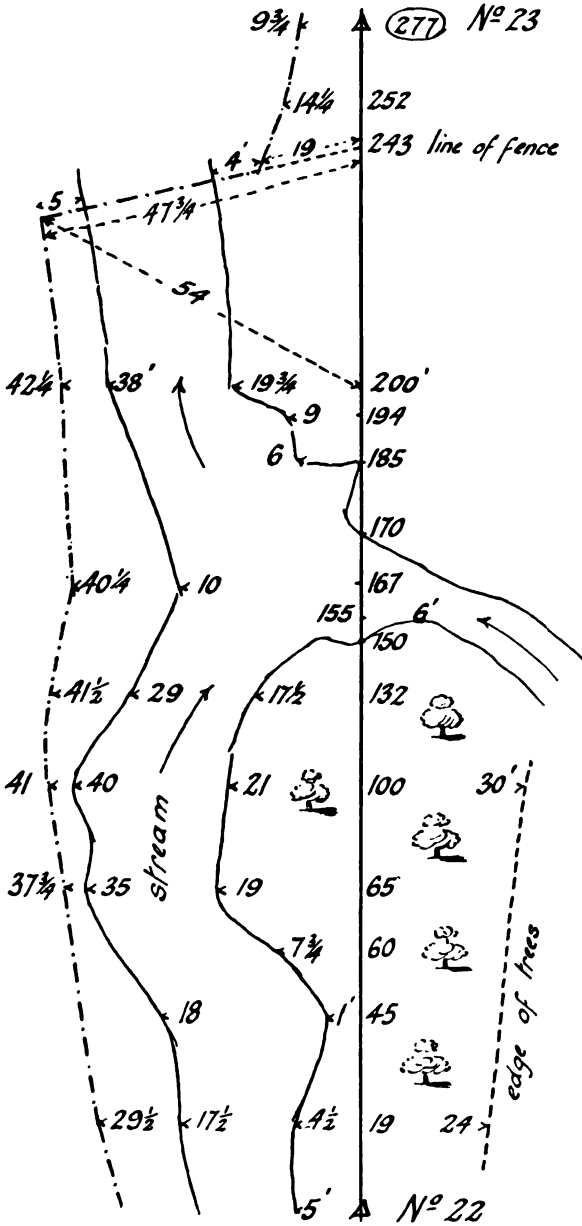 9¾ 277 Nº 23
14¼ 252
4' 19 243 line of fence
5 47¾
54
42¼ 38' 19¾ 200'
9 194
6 185
170
40¼ 10 167
155 6'
150
41½ 29 17½ 132
41 40 21 100 30'
stream
37¾ 35 19 65
7¾ 60
edge of trees
18 1' 45
29½ 17½ 4½ 19 24
5' Nº 22